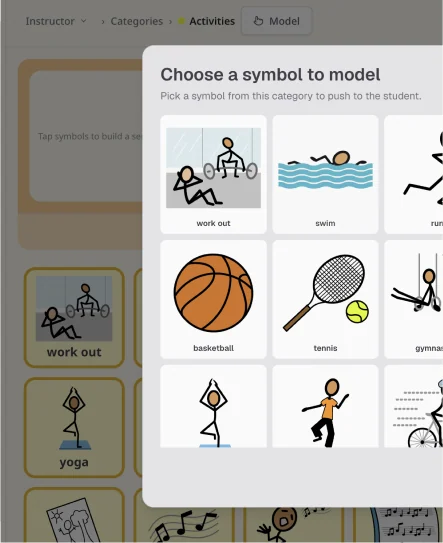 Instructor › Categories › Activities Model
Choose a symbol to model
Pick a symbol from this category to push to the student.
Tap symbols to build a se
work out
swim
run
basketball
tennis
gymnas
work out
yoga